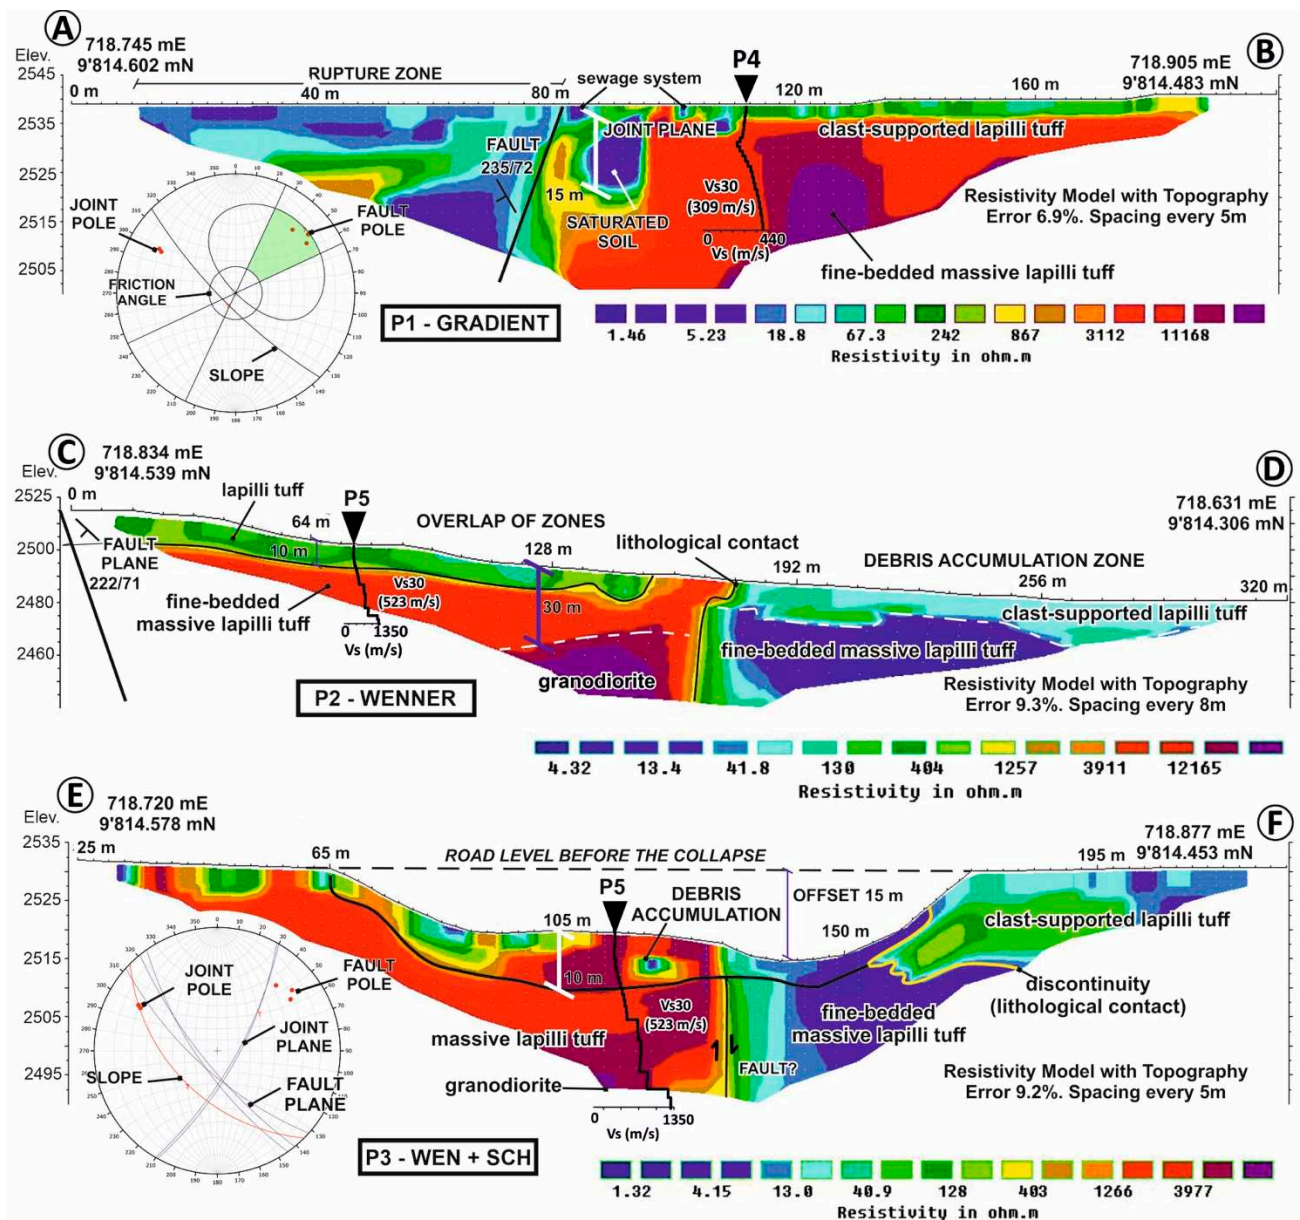 A
718.745 mE
9'814.602 mN
B
718.905 mE
9'814.483 mN
Elev.
2545
2535
2525
2515
2505
RUPTURE ZONE
0 m
40 m
80 m
sewage system
P4
120 m
160 m
JOINT PLANE
clast-supported lapilli tuff
FAULT
235/72
15 m
SATURATED
SOIL
Vs30
(309 m/s)
0
440
Vs (m/s)
Resistivity Model with Topography
Error 6.9%. Spacing every 5m
fine-bedded massive lapilli tuff
JOINT
POLE
FAULT
POLE
FRICTION
ANGLE
SLOPE
P1 - GRADIENT
1.46
5.23
18.8
67.3
242
867
3112
11168
Resistivity in ohm.m
C
718.834 mE
9'814.539 mN
D
718.631 mE
9'814.306 mN
Elev.
2525
2500
2480
2460
0 m
lapilli tuff
64 m
P5
OVERLAP OF ZONES
128 m
lithological contact
192 m
DEBRIS ACCUMULATION ZONE
256 m
320 m
FAULT
PLANE
222/71
10 m
30 m
Vs30
(523 m/s)
fine-bedded
massive lapilli tuff
0
1350
Vs (m/s)
clast-supported lapilli tuff
fine-bedded massive lapilli tuff
granodiorite
P2 - WENNER
Resistivity Model with Topography
Error 9.3%. Spacing every 8m
4.32
13.4
41.8
130
404
1257
3911
12165
Resistivity in ohm.m
E
718.720 mE
9'814.578 mN
F
718.877 mE
9'814.453 mN
Elev.
2535
2525
2515
2505
2495
25 m
65 m
ROAD LEVEL BEFORE THE COLLAPSE
195 m
P5
DEBRIS
ACCUMULATION
OFFSET 15 m
105 m
150 m
10 m
clast-supported lapilli tuff
discontinuity
(lithological contact)
Vs30
(523 m/s)
fine-bedded
massive lapilli tuff
massive lapilli tuff
FAULT?
granodiorite
0
1350
Vs (m/s)
JOINT
POLE
FAULT
POLE
JOINT
PLANE
SLOPE
FAULT
PLANE
Resistivity Model with Topography
Error 9.2%. Spacing every 5m
P3 - WEN + SCH
1.32
4.15
13.0
40.9
128
403
1266
3977
Resistivity in ohm.m